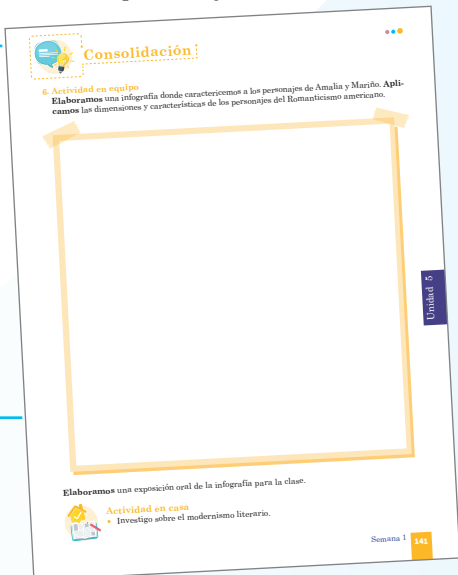 Consolidación
6. Actividad en equipo
Elaboramos una infografía donde caractericemos a los personajes de Amalia y Mariño. Apli-
camos las dimensiones y características de los personajes del Romanticismo americano.
Unidad 5
Elaboramos una exposición oral de la infografía para la clase.
Actividad en casa
• Investigo sobre el modernismo literario.
Semana 1 141